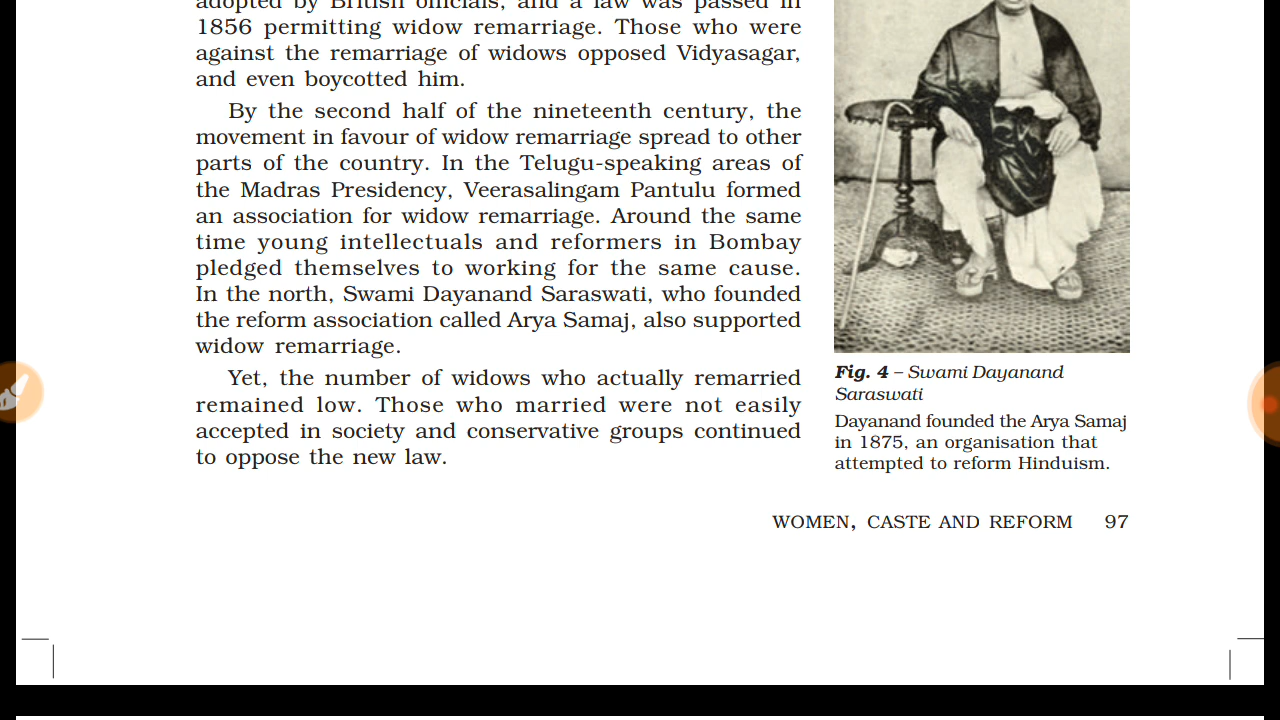 adopted by British officials, and a law was passed in
1856 permitting widow remarriage. Those who were
against the remarriage of widows opposed Vidyasagar,
and even boycotted him.
By the second half of the nineteenth century, the
movement in favour of widow remarriage spread to other
parts of the country. In the Telugu-speaking areas of
the Madras Presidency, Veerasalingam Pantulu formed
an association for widow remarriage. Around the same
time young intellectuals and reformers in Bombay
pledged themselves to working for the same cause.
In the north, Swami Dayanand Saraswati, who founded
the reform association called Arya Samaj, also supported
widow remarriage.
Yet, the number of widows who actually remarried
remained low. Those who married were not easily
accepted in society and conservative groups continued
to oppose the new law.
Fig. 4 – Swami Dayanand
Saraswati
Dayanand founded the Arya Samaj
in 1875, an organisation that
attempted to reform Hinduism.
WOMEN, CASTE AND REFORM 97